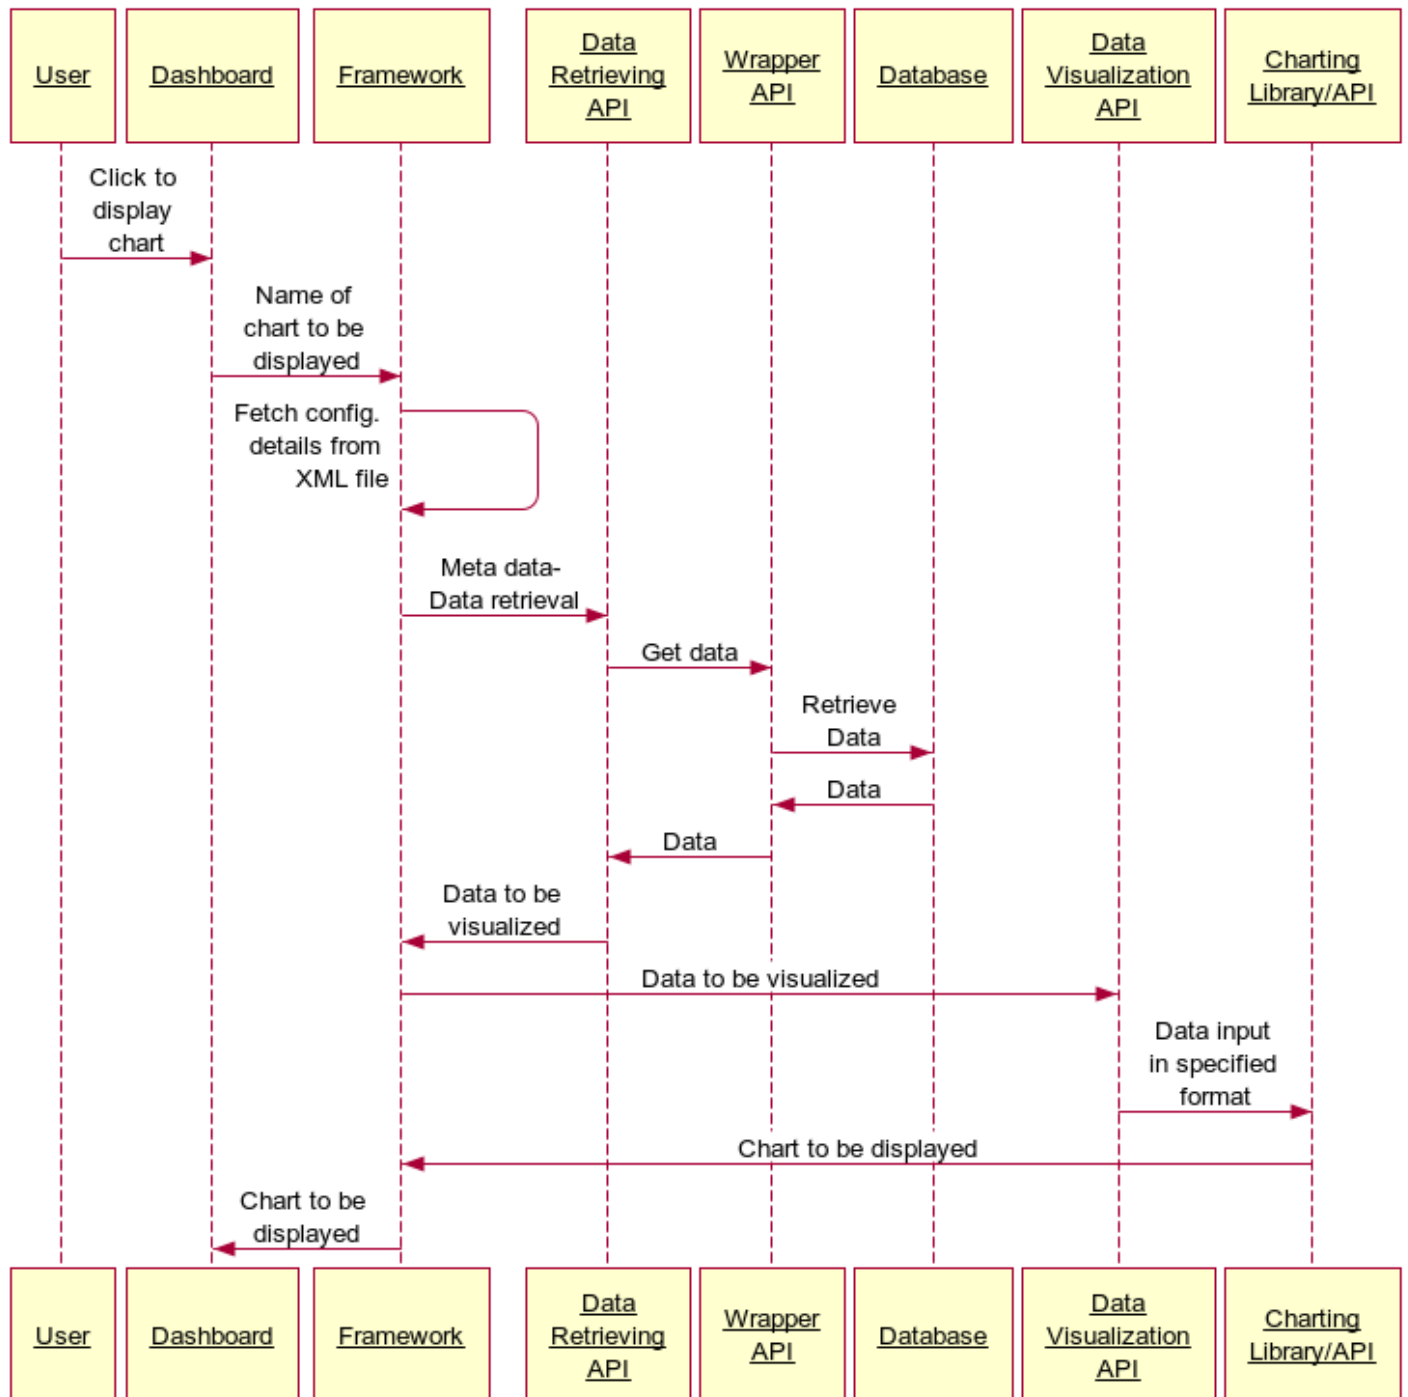 User
Dashboard
Framework
Data
Retrieving
API
Wrapper
API
Database
Data
Visualization
API
Charting
Library/API
Click to
display
chart
Name of
chart to be
displayed
Fetch config.
details from
XML file
Meta data-
Data retrieval
Get data
Retrieve
Data
Data
Data
Data to be
visualized
Data to be visualized
Data input
in specified
format
Chart to be displayed
Chart to be
displayed
User
Dashboard
Framework
Data
Retrieving
API
Wrapper
API
Database
Data
Visualization
API
Charting
Library/API